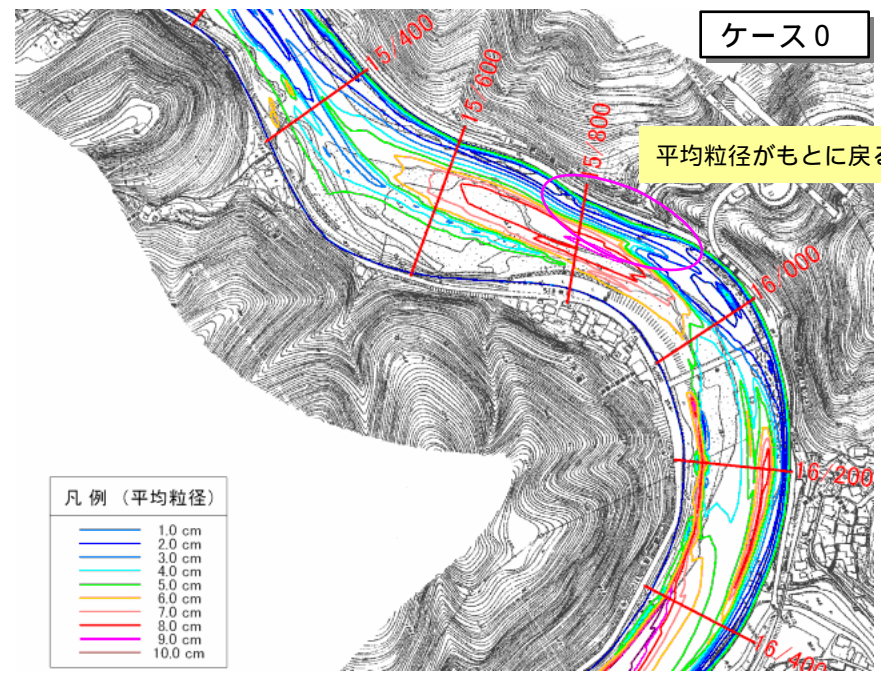 ケース０
15/400
15/600
15/800
平均粒径がもとに戻る
16/000
16/200
16/400
凡 例 （平均粒径）
1.0 cm
2.0 cm
3.0 cm
4.0 cm
5.0 cm
6.0 cm
7.0 cm
8.0 cm
9.0 cm
10.0 cm